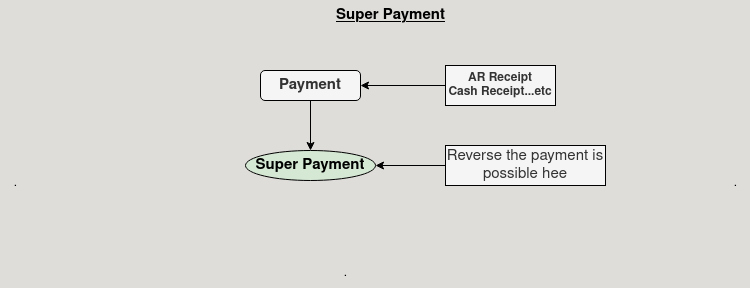 Super Payment
Payment
AR Receipt
Cash Receipt...etc
Super Payment
Reverse the payment is
possible hee